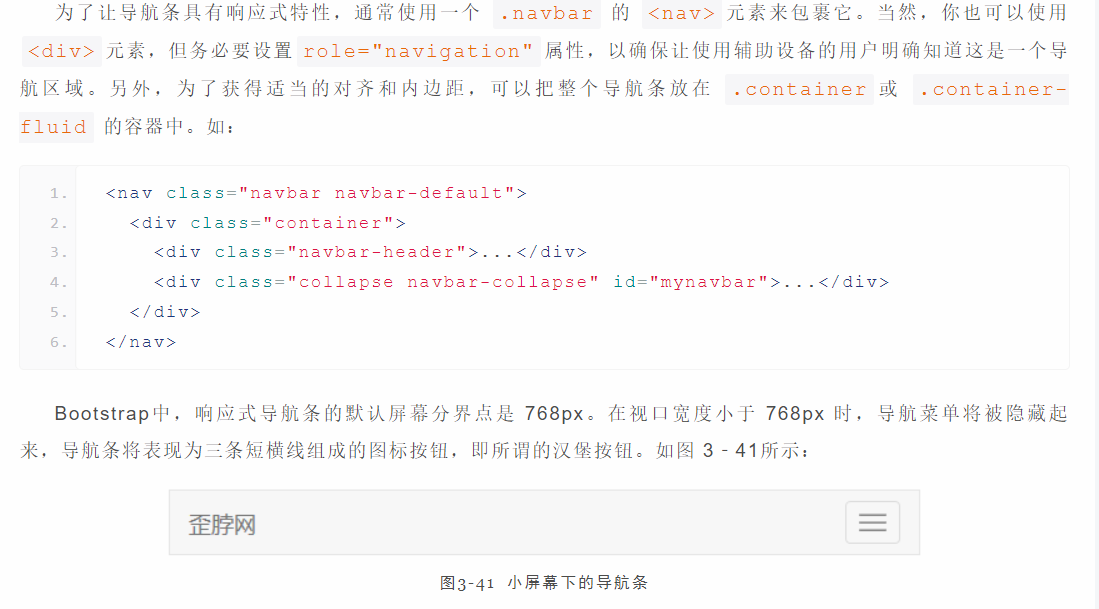 为了让导航条具有响应式特性，通常使用一个 .navbar 的 <nav> 元素来包裹它。当然，你也可以使用
<div> 元素，但务必要设置 role="navigation" 属性，以确保让使用辅助设备的用户明确知道这是一个导
航区域。另外，为了获得适当的对齐和内边距，可以把整个导航条放在 .container 或 .container-
fluid 的容器中。如：
1. <nav class="navbar navbar-default">
2. <div class="container">
3. <div class="navbar-header">...</div>
4. <div class="collapse navbar-collapse" id="mynavbar">...</div>
5. </div>
6. </nav>
Bootstrap中，响应式导航条的默认屏幕分界点是 768px。在视口宽度小于 768px 时，导航菜单将被隐藏起
来，导航条将表现为三条短横线组成的图标按钮，即所谓的汉堡按钮。如图 3 - 41所示：
歪脖网
图3-41 小屏幕下的导航条